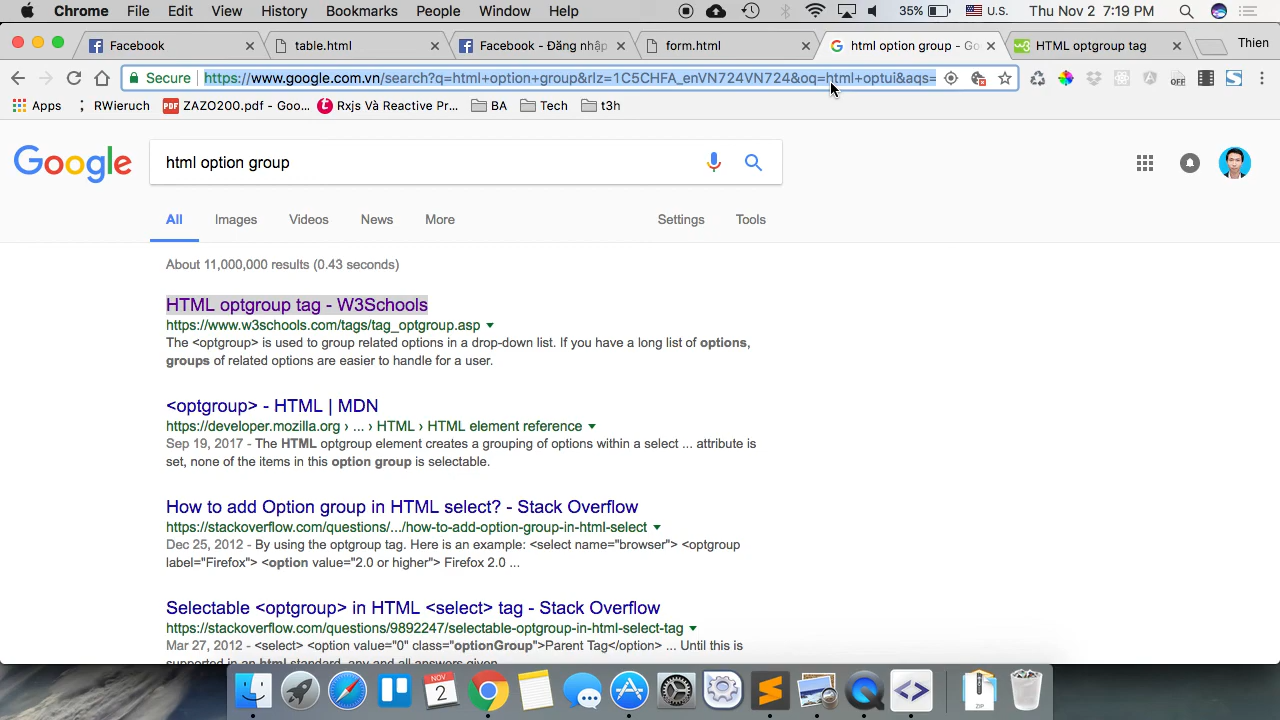 Chrome File Edit View History Bookmarks People Window Help 35% U.S. Thu Nov 2 7:19 PM
Facebook table.html Facebook - Đăng nhập form.html html option group - Go HTML optgroup tag Thien
Secure https://www.google.com.vn/search?q=html+option+group&rlz=1C5CHFA_enVN724VN724&oq=html+optui&aqs= OFF
Apps RWieruch PDF ZAZO200.pdf - Goo... Rxjs Và Reactive Pr... BA Tech t3h
Google html option group
All Images Videos News More Settings Tools
About 11,000,000 results (0.43 seconds)
HTML optgroup tag - W3Schools
https://www.w3schools.com/tags/tag_optgroup.asp
The <optgroup> is used to group related options in a drop-down list. If you have a long list of options,
groups of related options are easier to handle for a user.
<optgroup> - HTML | MDN
https://developer.mozilla.org › ... › HTML › HTML element reference
Sep 19, 2017 - The HTML optgroup element creates a grouping of options within a select ... attribute is
set, none of the items in this option group is selectable.
How to add Option group in HTML select? - Stack Overflow
https://stackoverflow.com/questions/.../how-to-add-option-group-in-html-select
Dec 25, 2012 - By using the optgroup tag. Here is an example: <select name="browser"> <optgroup
label="Firefox"> <option value="2.0 or higher"> Firefox 2.0 ...
Selectable <optgroup> in HTML <select> tag - Stack Overflow
https://stackoverflow.com/questions/9892247/selectable-optgroup-in-html-select-tag
Mar 27, 2012 - <select> <option value="0" class="optionGroup">Parent Tag</option> ... Until this is
supported in an html standard, any and all answers given
NOV
2
ZIP